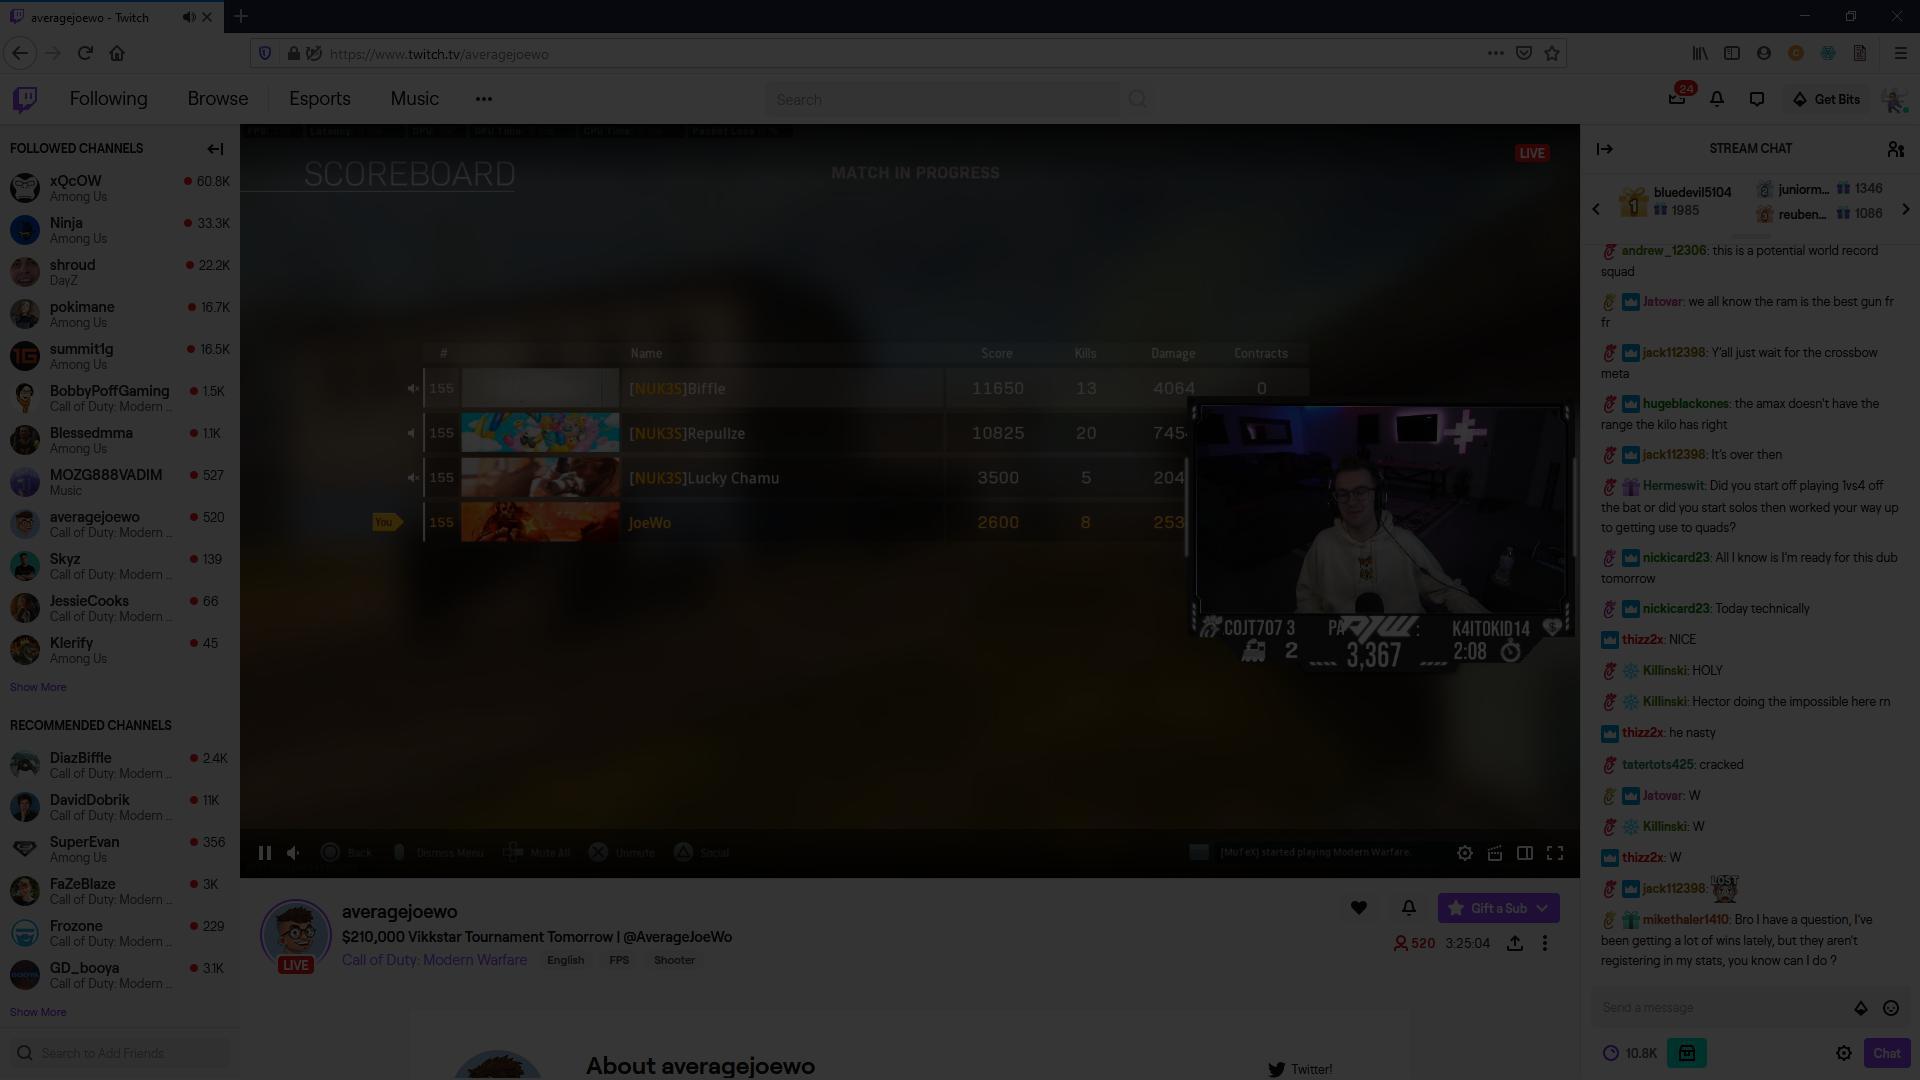 averagejoewo - Twitch
https://www.twitch.tv/averagejoewo
Following
Browse
Esports
Music
Search
24
Get Bits
FOLLOWED CHANNELS
xQcOW
60.8K
Among Us
Ninja
33.3K
Among Us
shroud
22.2K
DayZ
pokimane
16.7K
Among Us
summit1g
16.5K
Among Us
BobbyPoffGaming
1.5K
Call of Duty: Modern ...
Blessedmma
1.1K
Call of Duty: Modern ...
MOZG888VADIM
527
Music
averagejoewo
520
Call of Duty: Modern ...
Skyz
139
Call of Duty: Modern ...
JessieCooks
66
Call of Duty: Modern ...
Klerify
45
Among Us
Show More
RECOMMENDED CHANNELS
DiazBiffle
2.4K
Call of Duty: Modern ...
DavidDobrik
11K
Call of Duty: Modern ...
SuperEvan
356
Among Us
FaZeBlaze
3K
Call of Duty: Modern ...
Frozone
229
Call of Duty: Modern ...
GD_booya
3.1K
Call of Duty: Modern ...
Show More
Search to Add Friends
FPS: Latency: GPU: GPU Time: CPU Time: Packet Loss
SCOREBOARD
MATCH IN PROGRESS
LIVE
# Name Score Kills Damage Contracts
155 [NUK3S]Biffle 11650 13 4064 0
155 [NUK3S]Repullze 10825 20 745
155 [NUK3S]Lucky Chamu 3500 5 204
You 155 JoeWo 2600 8 253
COJT707 3
K4ITOKID14
2
3,367
2:08
Back
Dismiss Menu
Mute All
Unmute
Social
[MuTeX] started playing Modern Warfare.
averagejoewo
$210,000 Vikkstar Tournament Tomorrow | @AverageJoeWo
Call of Duty: Modern Warfare
English
FPS
Shooter
LIVE
Gift a Sub
520
3:25:04
About averagejoewo
Twitter!
STREAM CHAT
1
bluedevil5104
1985
juniorm...
1346
reuben...
1086
andrew_12306: this is a potential world record
squad
Jatovar: we all know the ram is the best gun fr
fr
jack112398: Y'all just wait for the crossbow
meta
hugeblackones: the amax doesn't have the
range the kilo has right
jack112398: It's over then
Hermeswit: Did you start off playing 1vs4 off
the bat or did you start solos then worked your way up
to getting use to quads?
nickicard23: All I know is I'm ready for this dub
tomorrow
nickicard23: Today technically
thizz2x: NICE
Killinski: HOLY
Killinski: Hector doing the impossible here rn
thizz2x: he nasty
tatertots425: cracked
Jatovar: W
Killinski: W
thizz2x: W
jack112398: LOST
mikethaler1410: Bro I have a question, I've
been getting a lot of wins lately, but they aren't
registering in my stats, you know can I do ?
Send a message
10.8K
Chat